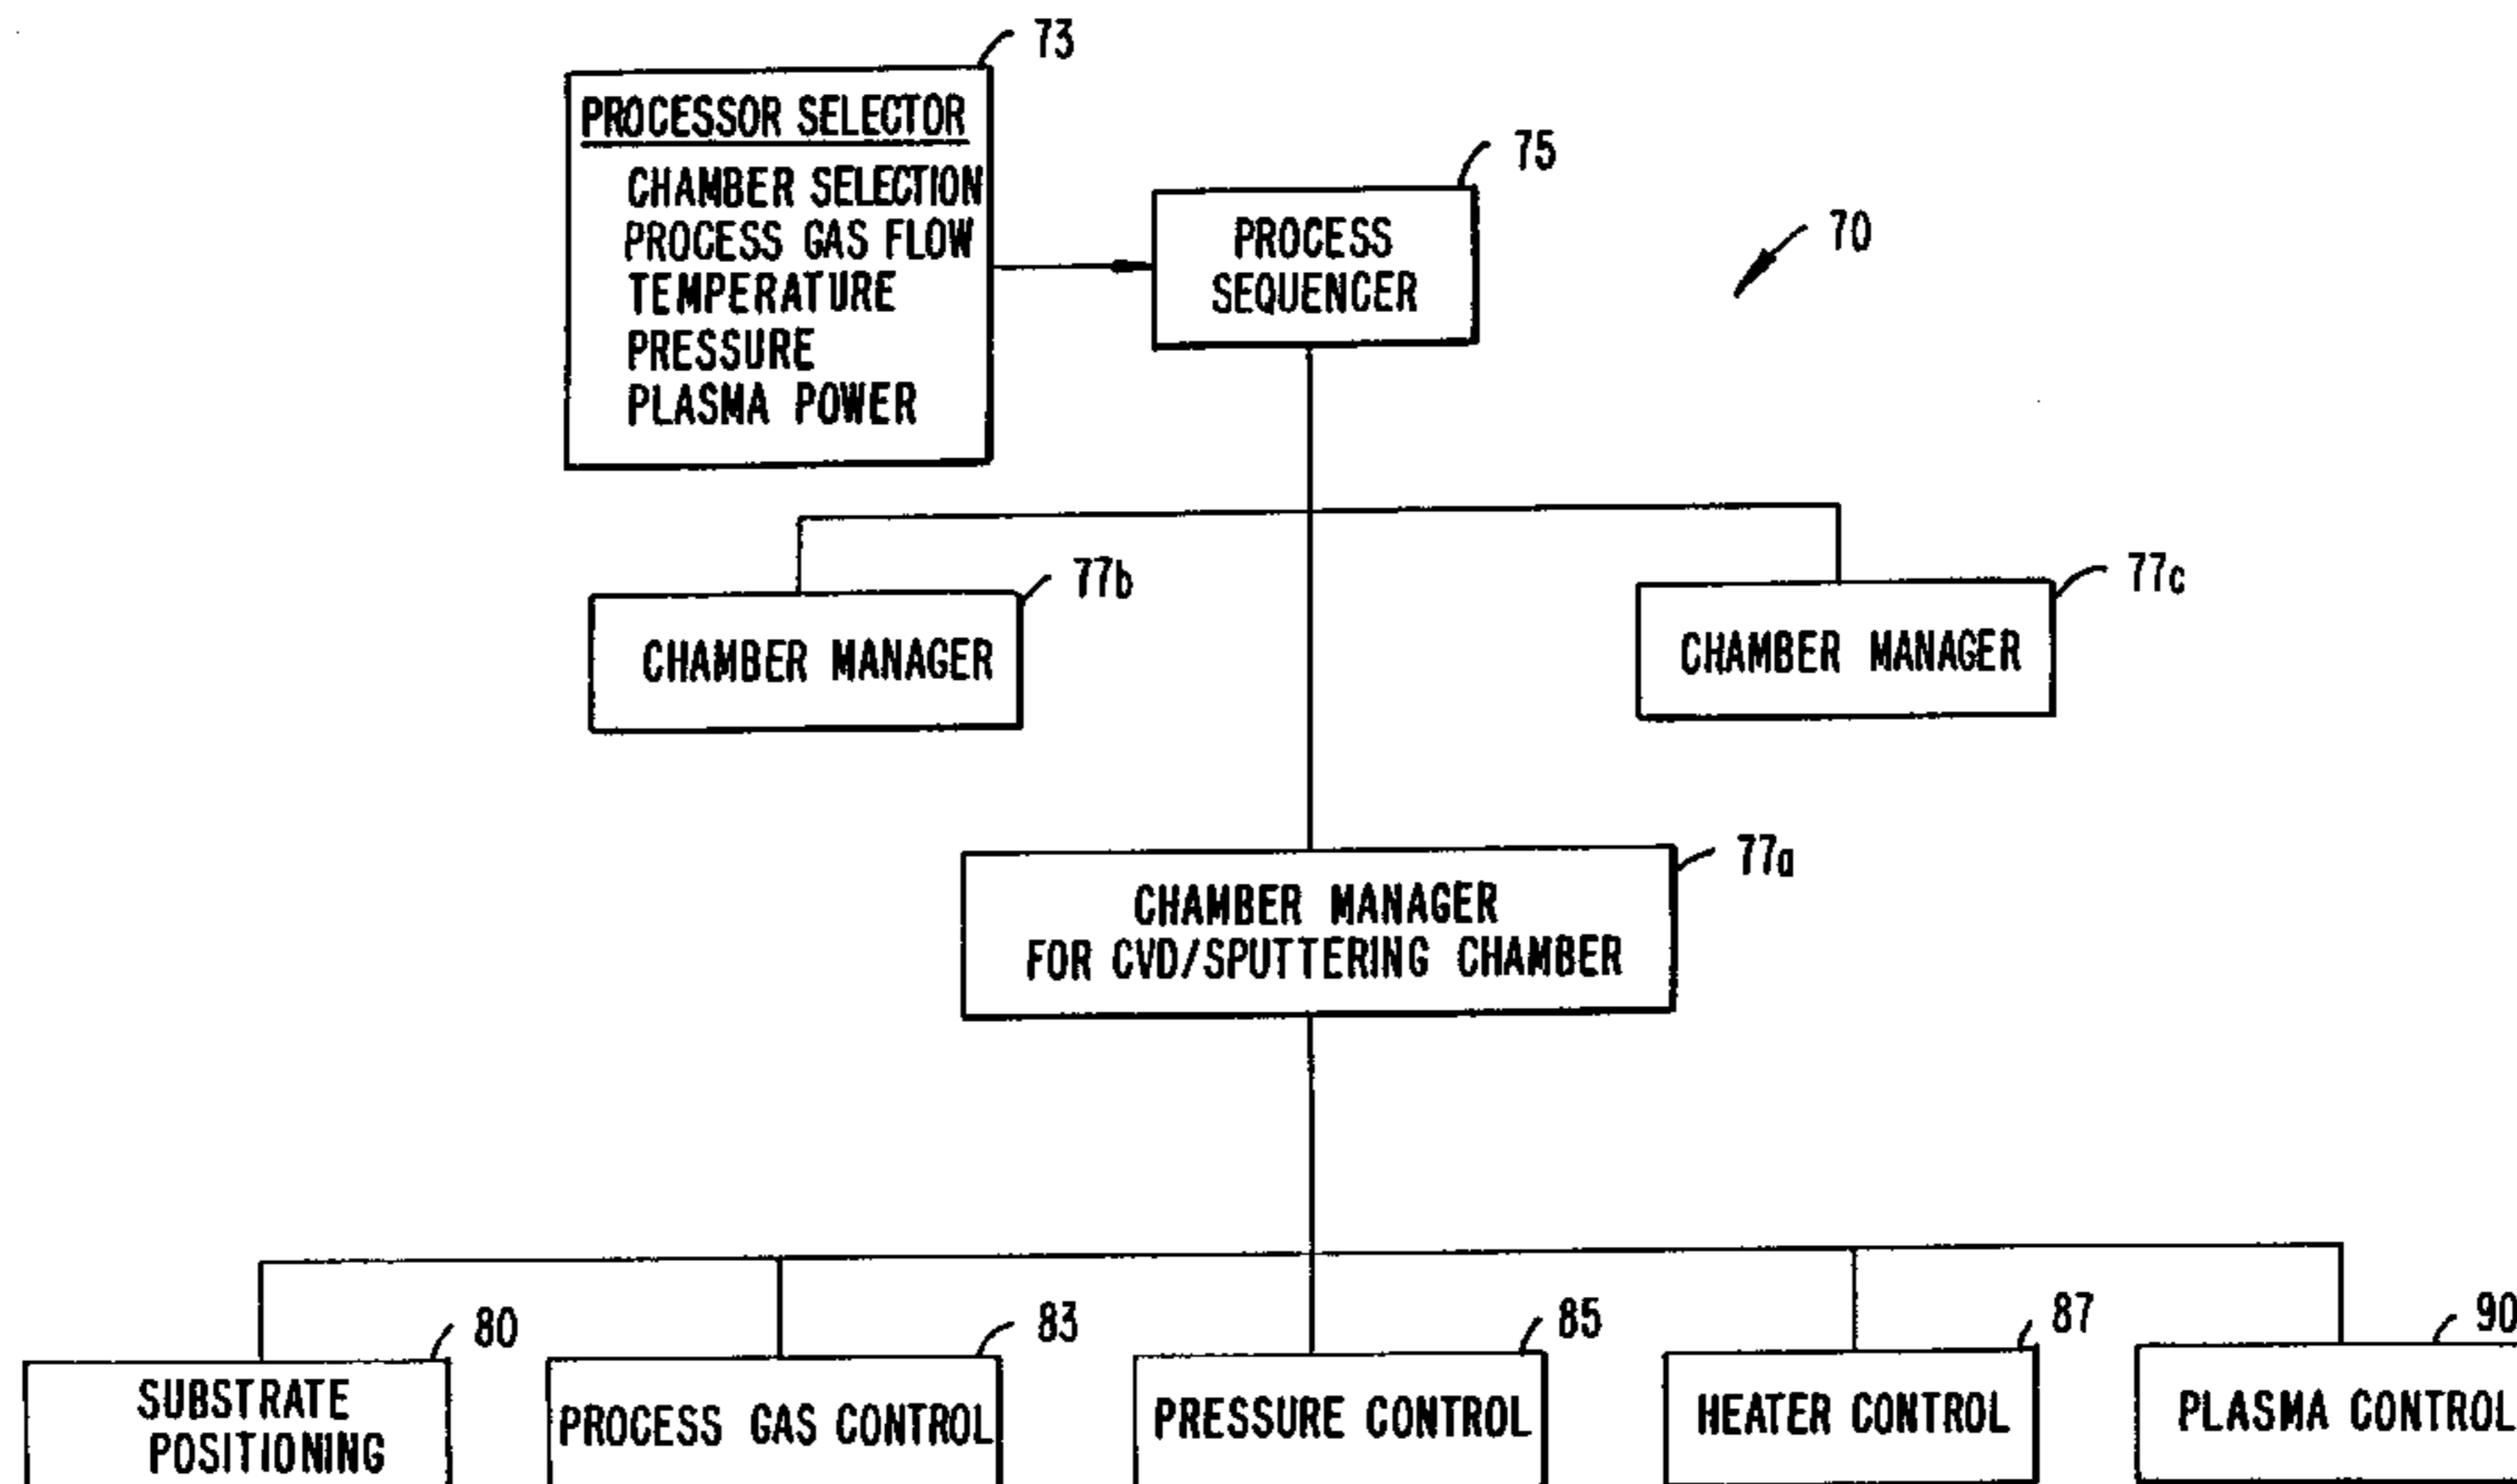 73
PROCESSOR SELECTOR
CHAMBER SELECTION
PROCESS GAS FLOW
TEMPERATURE
PRESSURE
PLASMA POWER
75
PROCESS
SEQUENCER
70
77b
CHAMBER MANAGER
77c
CHAMBER MANAGER
77a
CHAMBER MANAGER
FOR CVD/SPUTTERING CHAMBER
80
SUBSTRATE
POSITIONING
83
PROCESS GAS CONTROL
85
PRESSURE CONTROL
87
HEATER CONTROL
90
PLASMA CONTROL